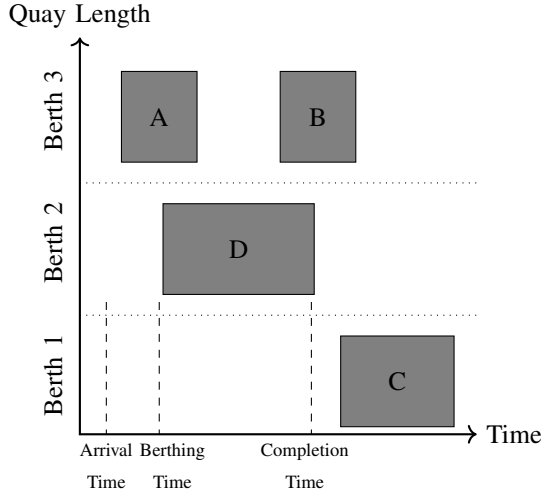 Quay Length
Berth 3
A
B
Berth 2
D
Berth 1
C
Time
Arrival Time
Berthing Time
Completion Time